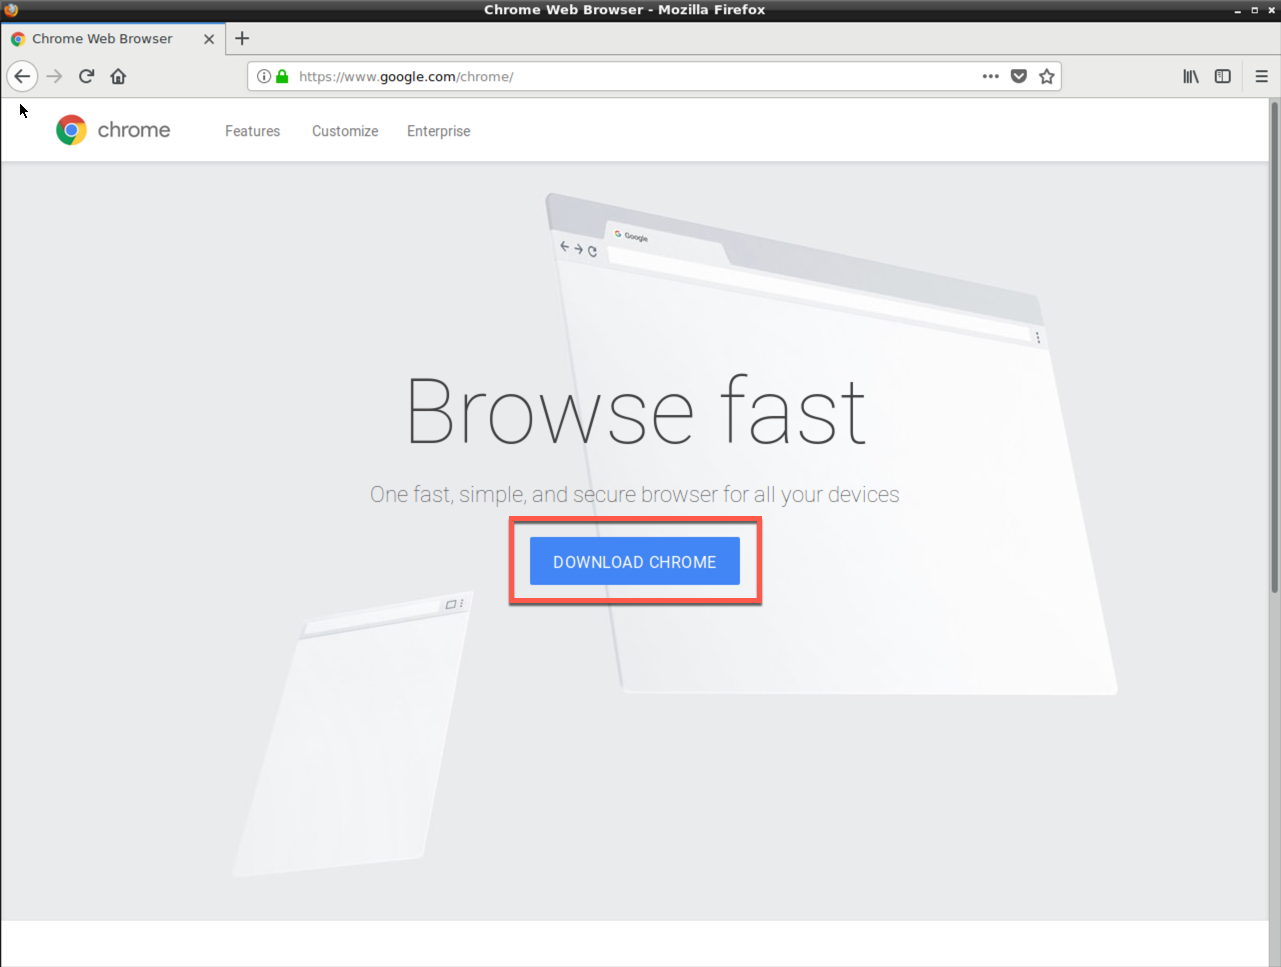 Chrome Web Browser - Mozilla Firefox
Chrome Web Browser
https://www.google.com/chrome/
chrome
Features
Customize
Enterprise
Google
Browse fast
One fast, simple, and secure browser for all your devices
DOWNLOAD CHROME